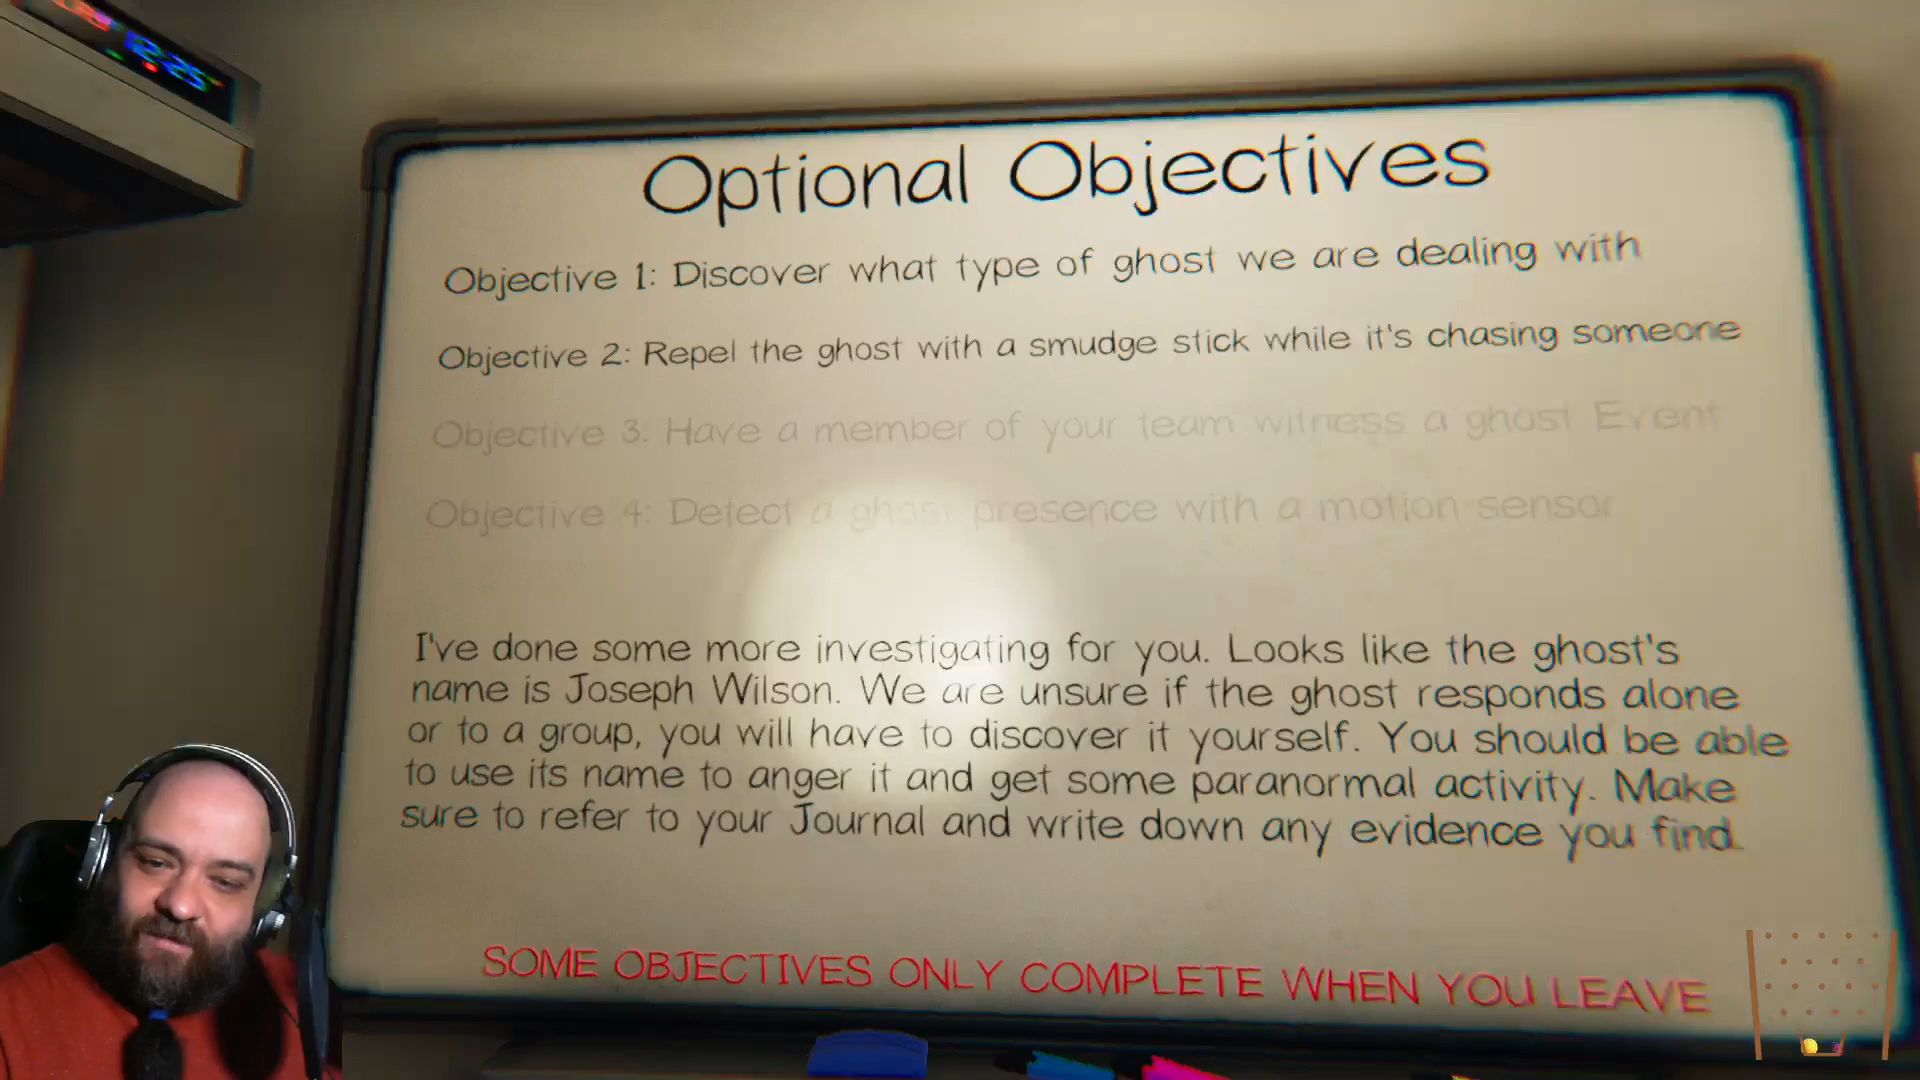 12:25
Optional Objectives
Objective 1: Discover what type of ghost we are dealing with
Objective 2: Repel the ghost with a smudge stick while it's chasing someone
Objective 3: Have a member of your team witness a ghost Event
Objective 4: Detect a ghost presence with a motion sensor
I've done some more investigating for you. Looks like the ghost's
name is Joseph Wilson. We are unsure if the ghost responds alone
or to a group, you will have to discover it yourself. You should be able
to use its name to anger it and get some paranormal activity. Make
sure to refer to your Journal and write down any evidence you find.
SOME OBJECTIVES ONLY COMPLETE WHEN YOU LEAVE